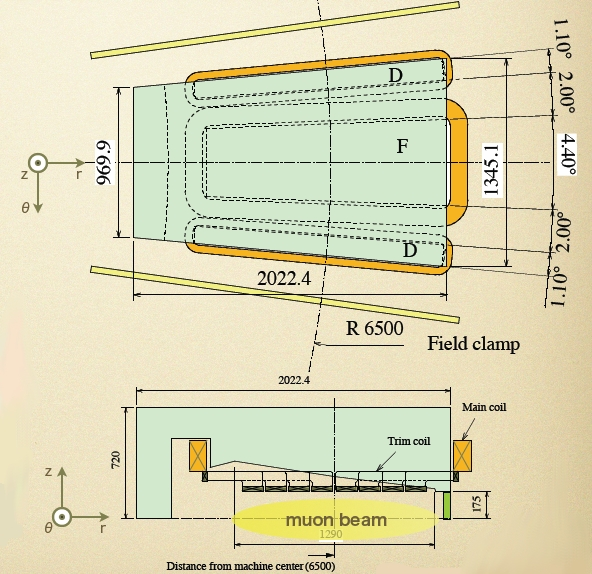 1.10°
2.00°
D
F
4.40°
969.9
1345.1
z
r
θ
D
2.00°
1.10°
2022.4
R 6500
Field clamp
2022.4
Main coil
Trim coil
720
z
θ
r
175
muon beam
1290
Distance from machine center(6500)